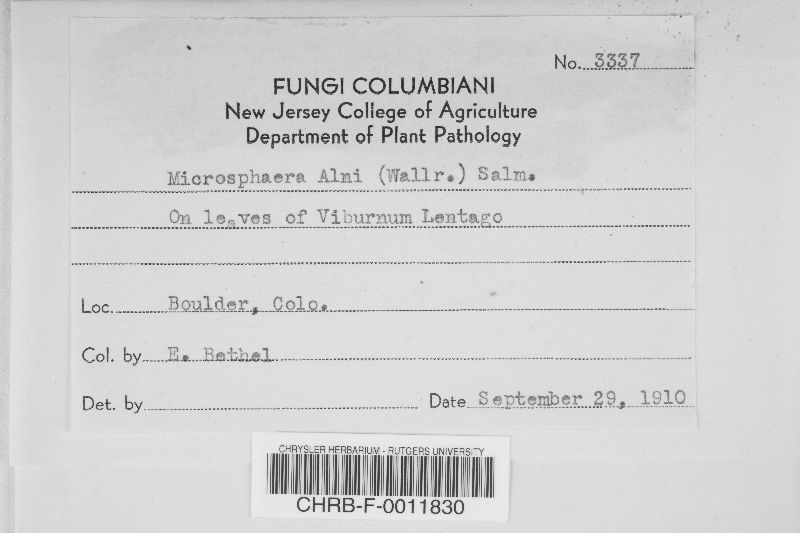 No. 3337
FUNGI COLUMBIANI
New Jersey College of Agriculture
Department of Plant Pathology
Microsphaera Alni (Wallr.) Salm.
On leaves of Viburnum Lentago
Loc. Boulder, Colo.
Col. by E. Bethel
Det. by
Date September 29, 1910
CHRYSLER HERBARIUM - RUTGERS UNIVERSITY
CHRB-F-0011830